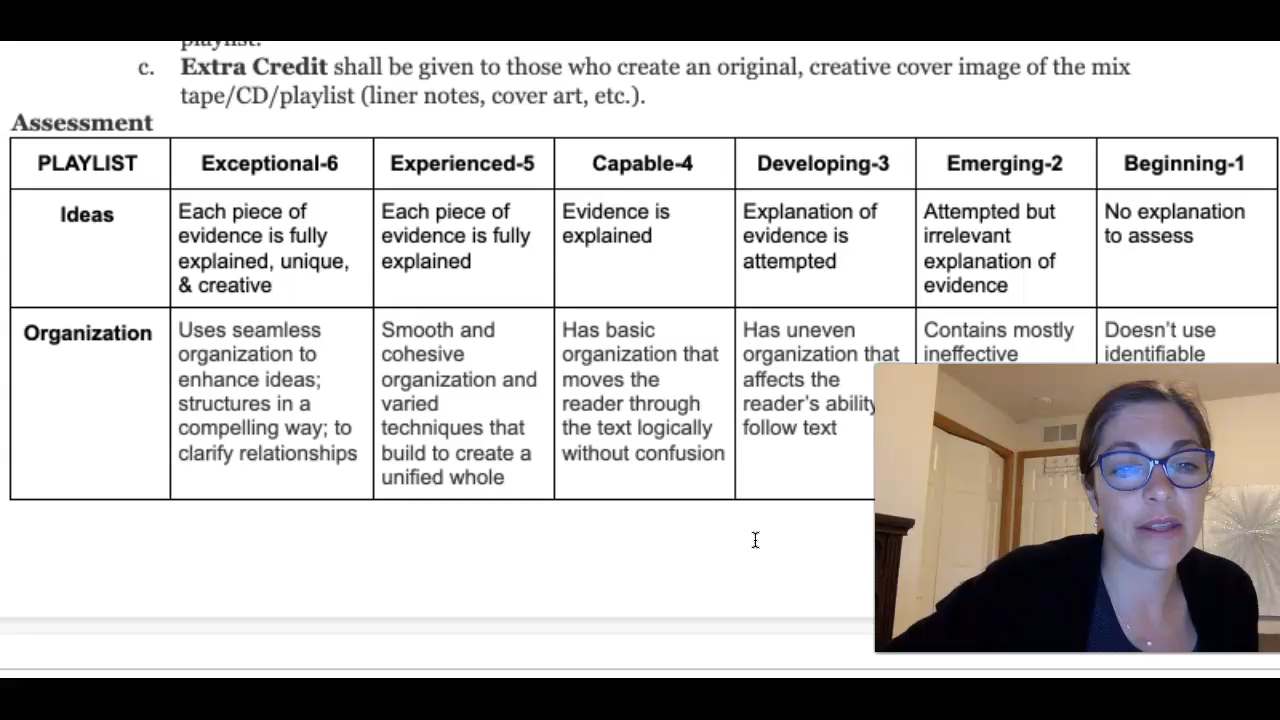 playlist.
c. Extra Credit shall be given to those who create an original, creative cover image of the mix
tape/CD/playlist (liner notes, cover art, etc.).
Assessment
PLAYLIST
Exceptional-6
Experienced-5
Capable-4
Developing-3
Emerging-2
Beginning-1
Ideas
Each piece of
evidence is fully
explained, unique,
& creative
Each piece of
evidence is fully
explained
Evidence is
explained
Explanation of
evidence is
attempted
Attempted but
irrelevant
explanation of
evidence
No explanation
to assess
Organization
Uses seamless
organization to
enhance ideas;
structures in a
compelling way; to
clarify relationships
Smooth and
cohesive
organization and
varied
techniques that
build to create a
unified whole
Has basic
organization that
moves the
reader through
the text logically
without confusion
Has uneven
organization that
affects the
reader's ability
follow text
Contains mostly
ineffective
Doesn't use
identifiable